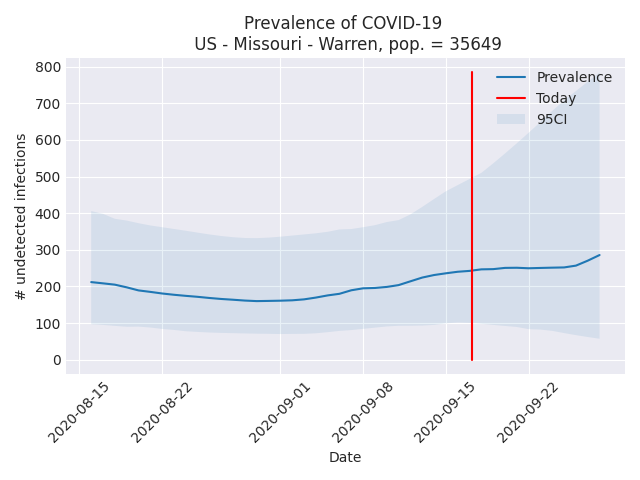 Prevalence of COVID-19
US - Missouri - Warren, pop. = 35649
# undetected infections
800
700
600
500
400
300
200
100
0
Prevalence
Today
95CI
2020-08-15
2020-08-22
2020-09-01
2020-09-08
2020-09-15
2020-09-22
Date